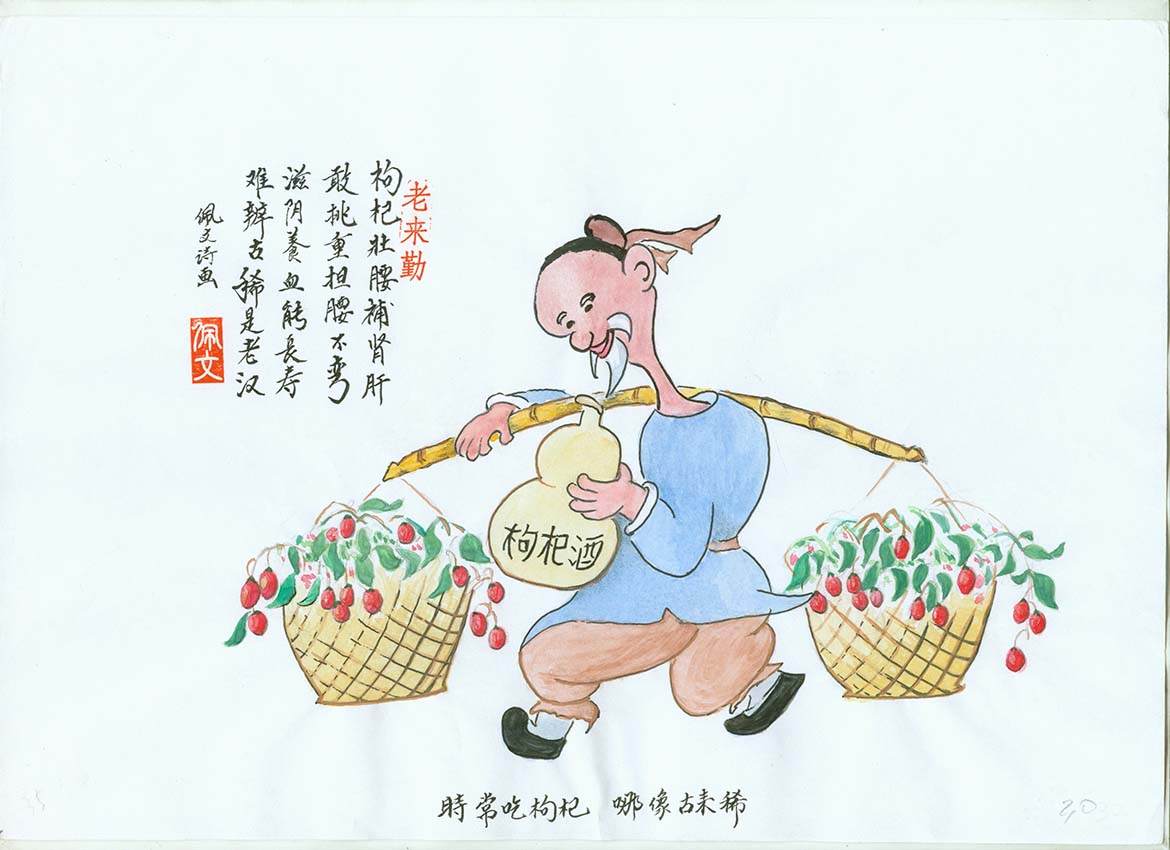 老来勤
枸杞壮腰補肾肝
敢挑重担腰不弯
滋阴養血能長寿
难辨古稀是老汉
佩文诗画
佩文
枸杞酒
時常吃枸杞 哪像古来稀